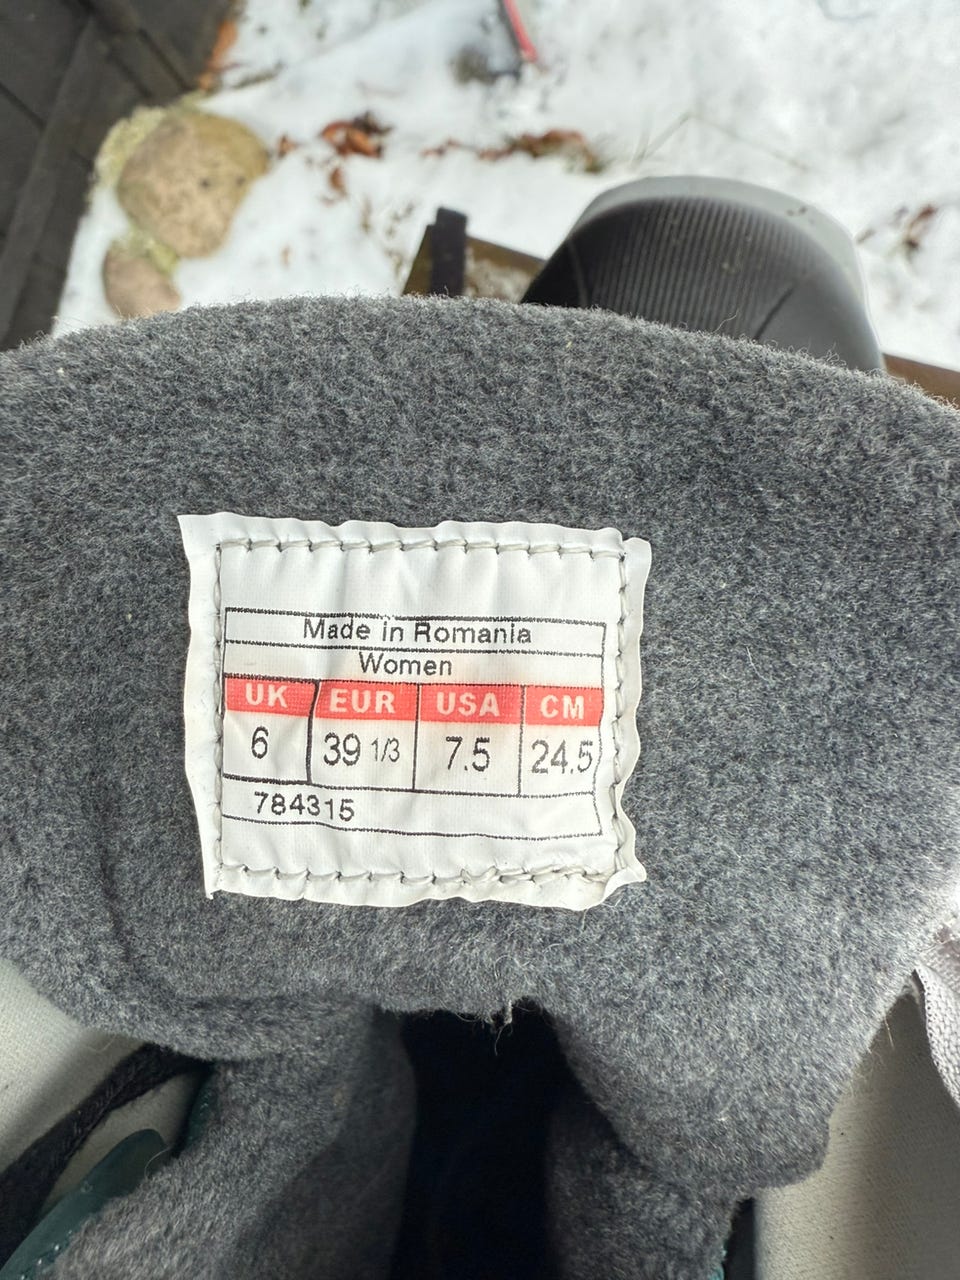 Made in Romania
Women
UK EUR USA CM
6 39 1/3 7.5 24.5
784315